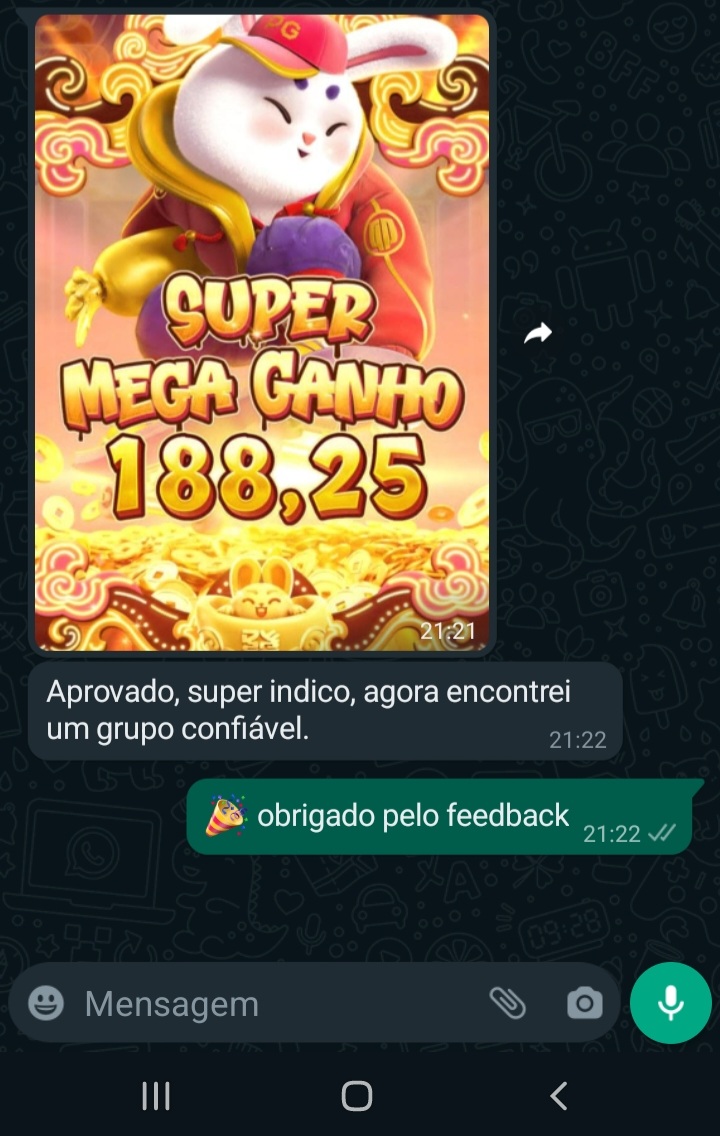 PG
SUPER
MEGA GANHO
188,25
21:21
Aprovado, super indico, agora encontrei
um grupo confiável.
21:22
🎉 obrigado pelo feedback
21:22
Mensagem